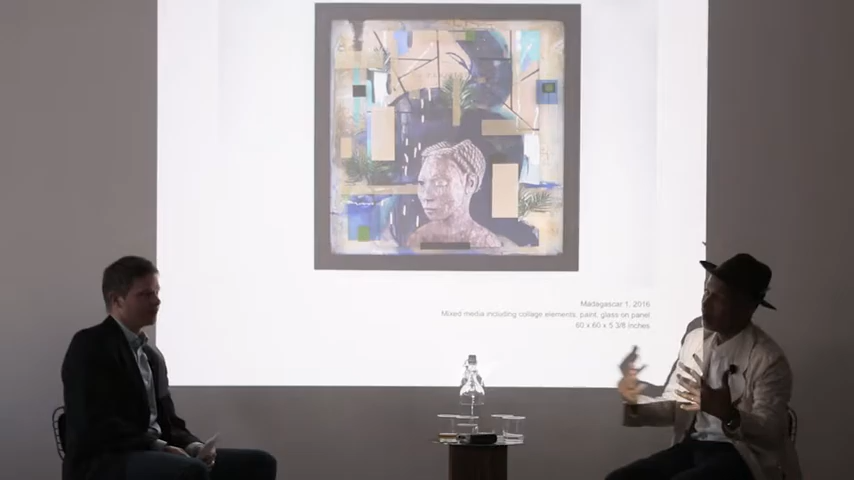 Madagascar 1, 2016
Mixed media including collage elements, paint, glass on panel
60 x 60 x 5 3/8 inches